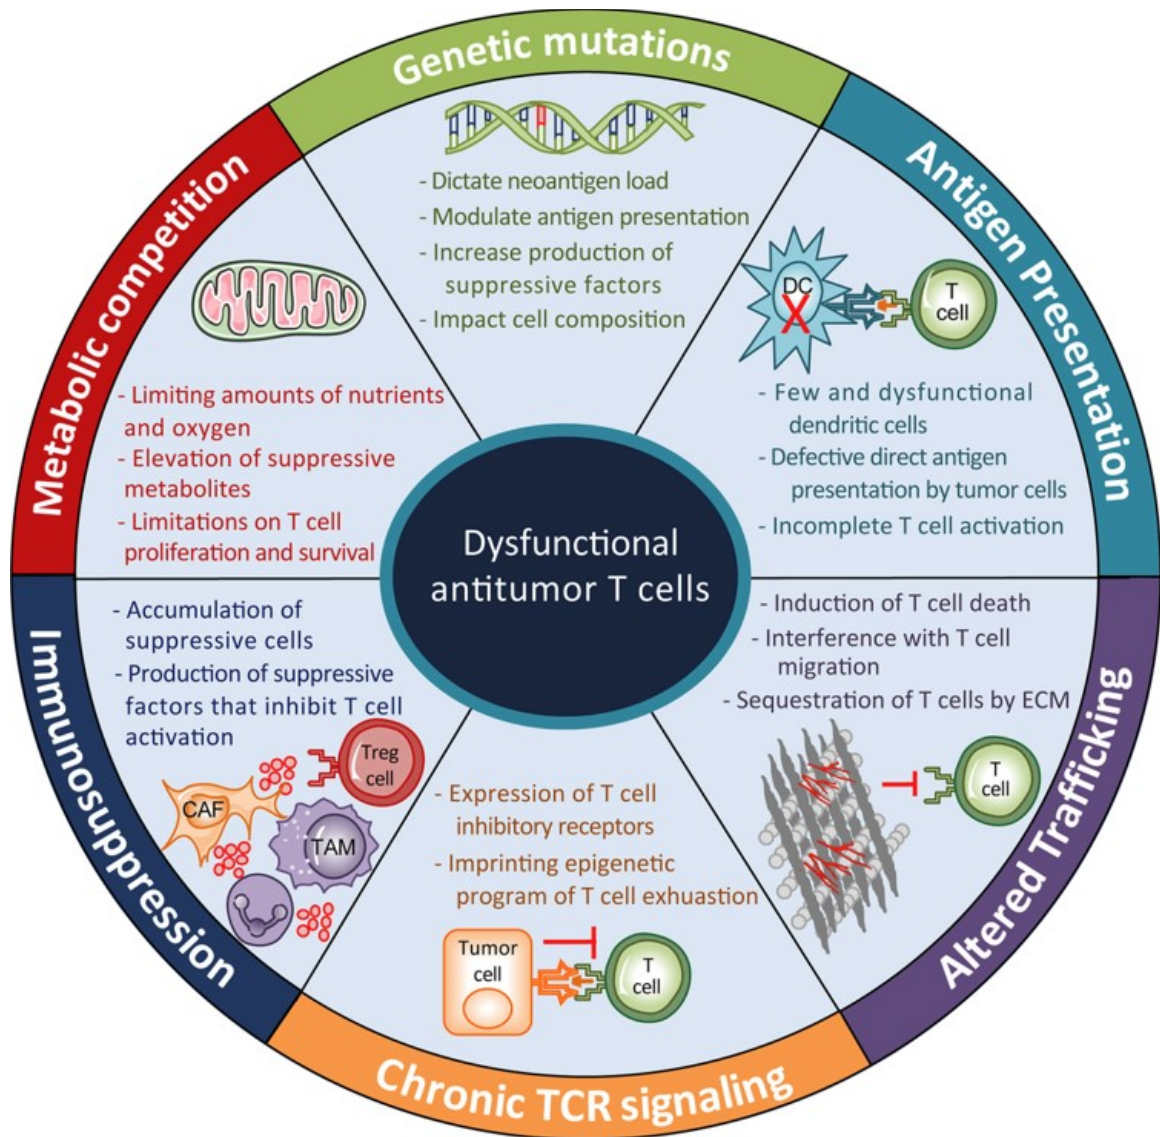 Genetic mutations
- Dictate neoantigen load
- Modulate antigen presentation
- Increase production of
suppressive factors
- Impact cell composition
Antigen Presentation
DC
X
T
cell
- Few and dysfunctional
dendritic cells
- Defective direct antigen
presentation by tumor cells
- Incomplete T cell activation
Altered Trafficking
- Induction of T cell death
- Interference with T cell
migration
- Sequestration of T cells by ECM
T
cell
Chronic TCR signaling
- Expression of T cell
inhibitory receptors
- Imprinting epigenetic
program of T cell exhuastion
Tumor
cell
T
cell
Immunosuppression
- Accumulation of
suppressive cells
- Production of suppressive
factors that inhibit T cell
activation
Treg
cell
CAF
TAM
Metabolic competition
- Limiting amounts of nutrients
and oxygen
- Elevation of suppressive
metabolites
- Limitations on T cell
proliferation and survival
Dysfunctional
antitumor T cells